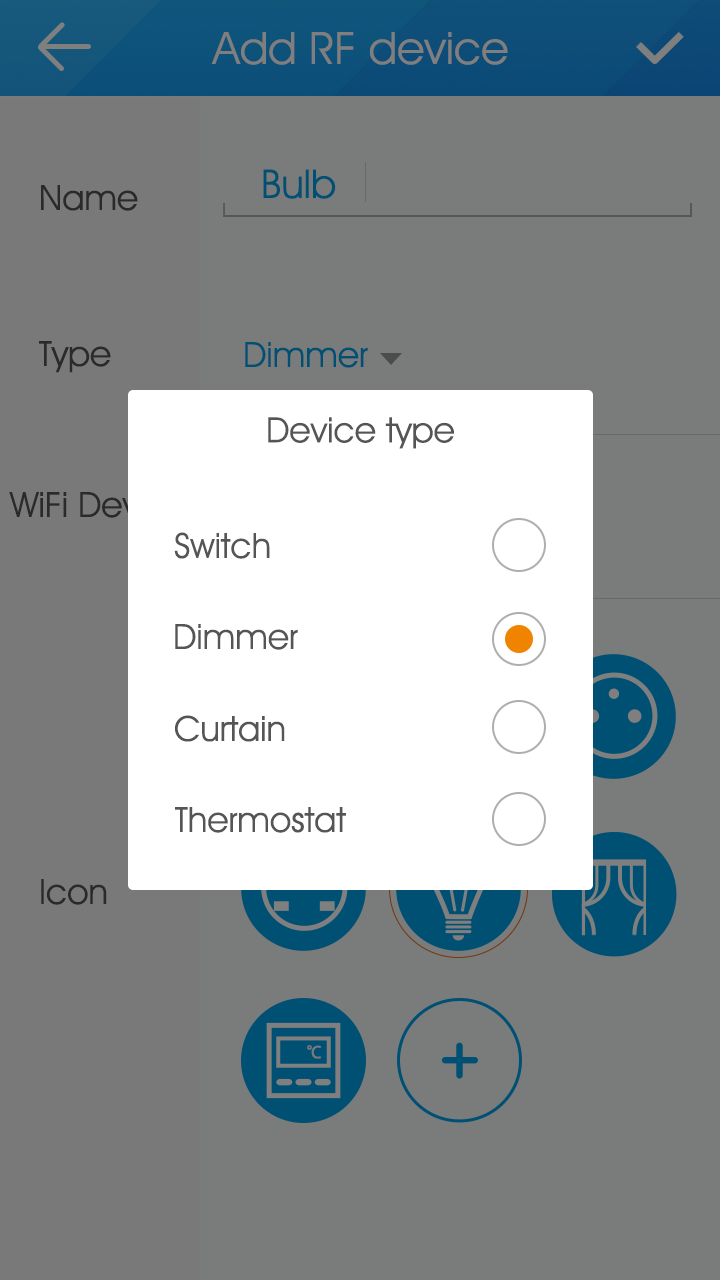 Add RF device
Name
Bulb
Type
Dimmer
Device type
WiFi Dev
Switch
Dimmer
Curtain
Thermostat
Icon
°C